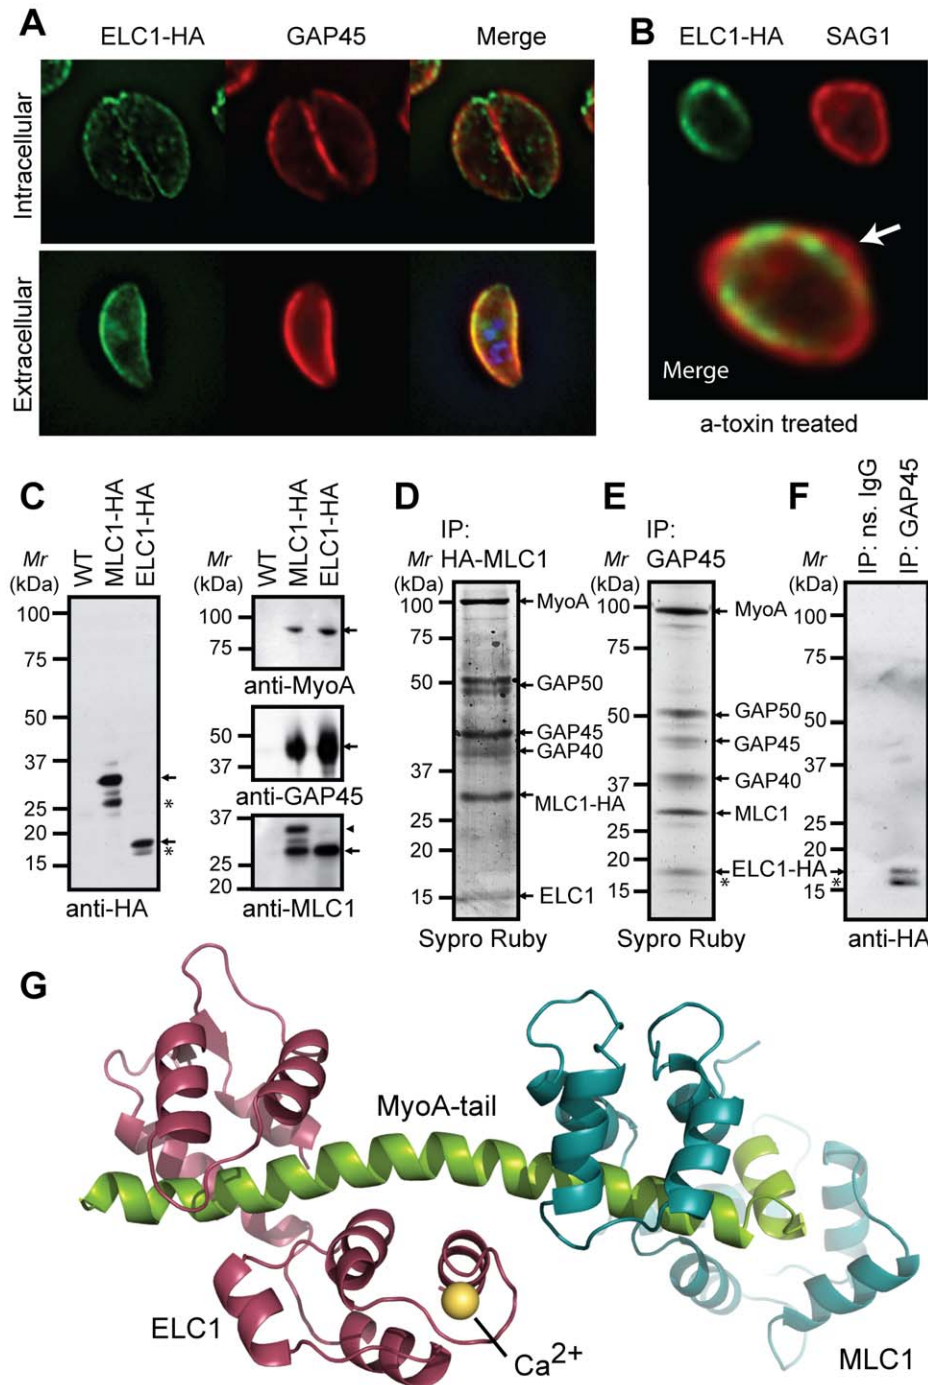 A
ELC1-HA GAP45 Merge
Intracellular
Extracellular
B
ELC1-HA SAG1
Merge
a-toxin treated
C
WT
MLC1-HA
ELC1-HA
Mr
(kDa)
100
75
50
37
25
20
15
*
*
anti-HA
WT
MLC1-HA
ELC1-HA
Mr
(kDa)
100
75
anti-MyoA
50
37
anti-GAP45
37
25
20
anti-MLC1
D
IP:
HA-MLC1
Mr
(kDa)
100
50
37
25
20
15
MyoA
GAP50
GAP45
GAP40
MLC1-HA
ELC1
Sypro Ruby
E
IP:
GAP45
Mr
(kDa)
100
75
50
37
25
20
15
MyoA
GAP50
GAP45
GAP40
MLC1
ELC1-HA
*
Sypro Ruby
F
IP: ns. IgG
IP: GAP45
Mr
(kDa)
100
75
50
37
25
20
15
*
anti-HA
G
MyoA-tail
ELC1
Ca2+
MLC1